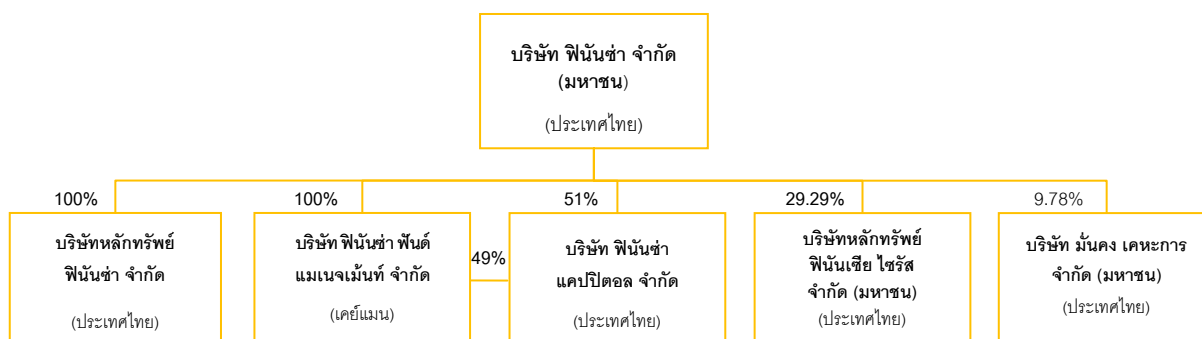 บริษัท ฟินันซ่า จำกัด
(มหาชน)
(ประเทศไทย)
100%
บริษัทหลักทรัพย์
ฟินันซ่า จำกัด
(ประเทศไทย)
100%
บริษัท ฟินันซ่า ฟันด์
แมเนจเม้นท์ จำกัด
(เคย์แมน)
49%
51%
บริษัท ฟินันซ่า
แคปปิตอล จำกัด
(ประเทศไทย)
29.29%
บริษัทหลักทรัพย์
ฟินันเซีย ไซรัส
จำกัด (มหาชน)
(ประเทศไทย)
9.78%
บริษัท มั่นคง เคหะการ
จำกัด (มหาชน)
(ประเทศไทย)